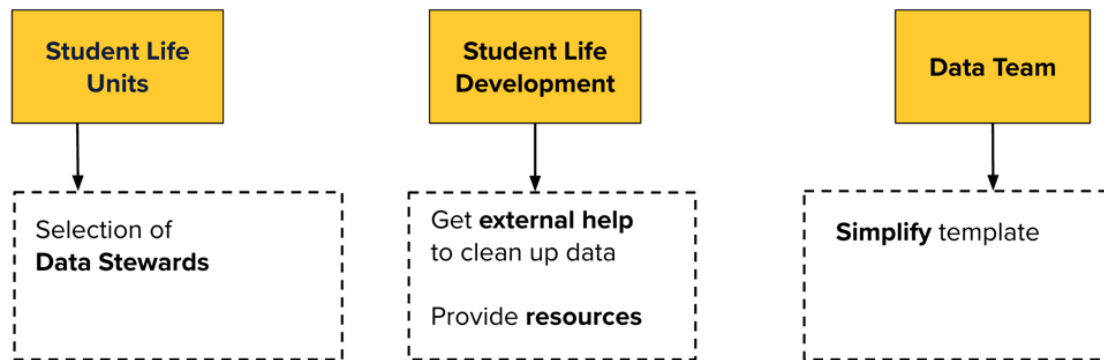 Student Life
Units
Student Life
Development
Data Team
Selection of
Data Stewards
Get external help
to clean up data
Provide resources
Simplify template